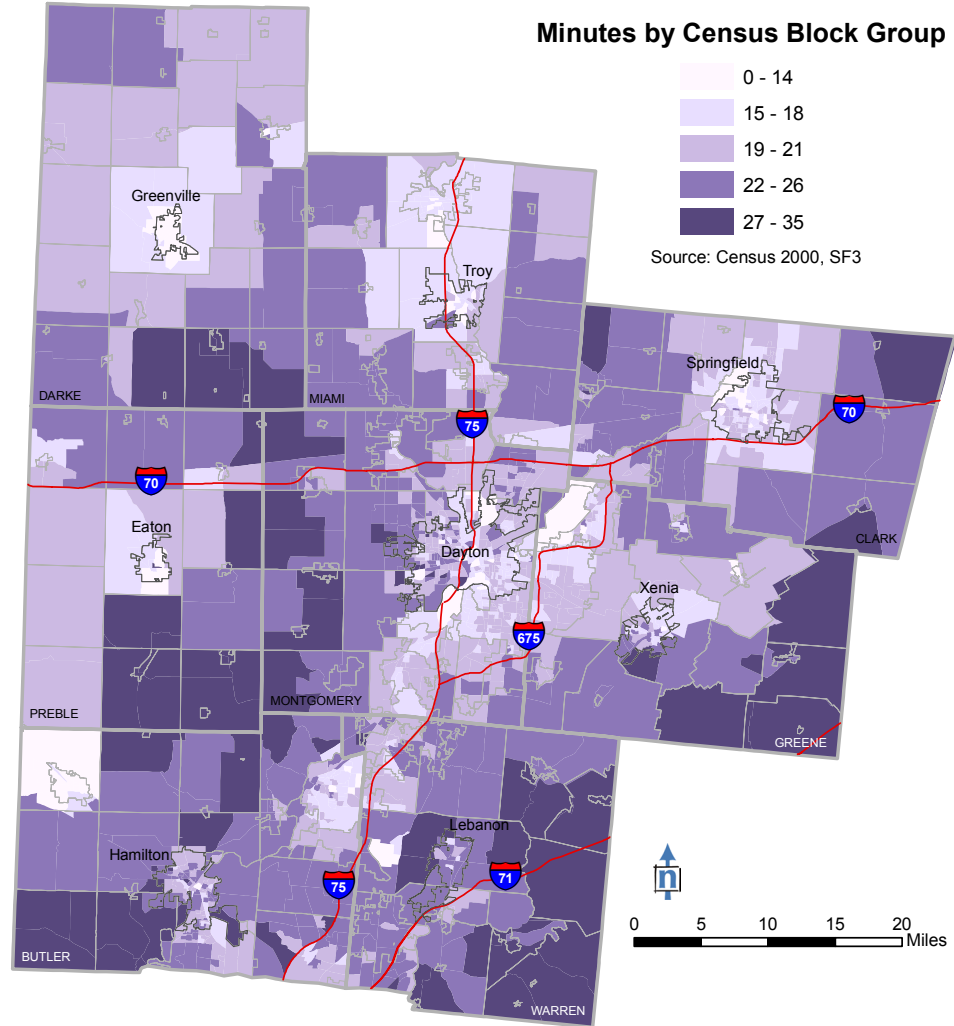 Minutes by Census Block Group
0 - 14
15 - 18
19 - 21
22 - 26
27 - 35
Source: Census 2000, SF3
Greenville
Troy
Springfield
DARKE
MIAMI
75
70
70
Eaton
Dayton
CLARK
Xenia
675
MONTGOMERY
PREBLE
GREENE
Lebanon
Hamilton
75
71
n
0 5 10 15 20
Miles
BUTLER
WARREN